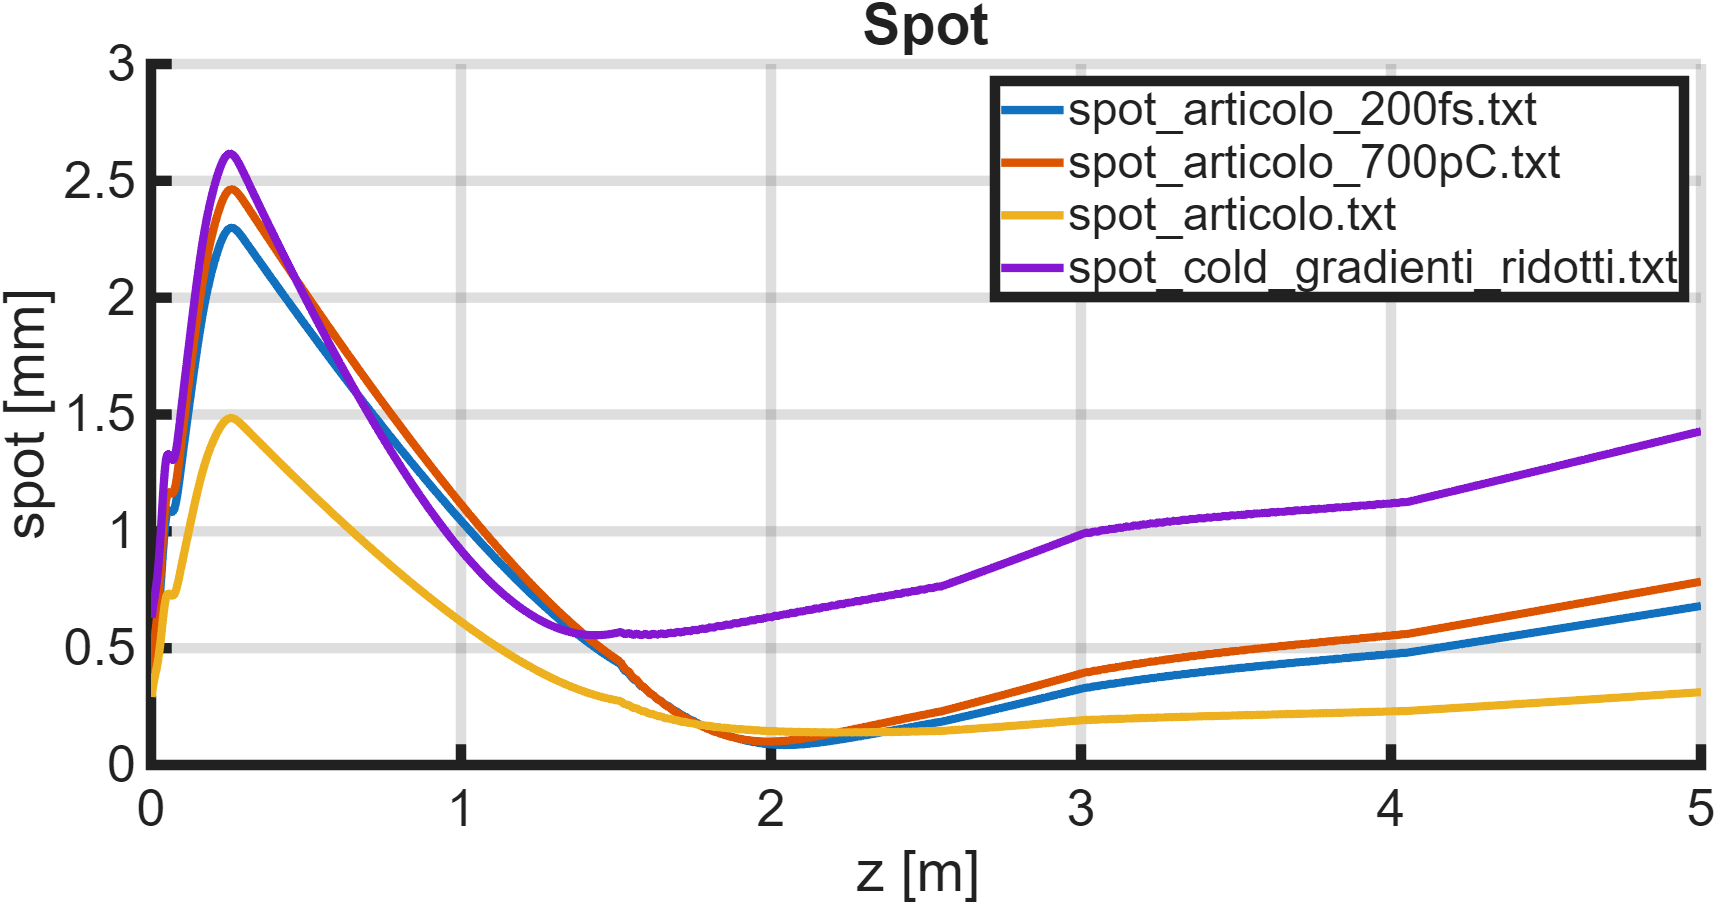 Spot
3
2.5
2
1.5
1
0.5
0
spot [mm]
spot_articolo_200fs.txt
spot_articolo_700pC.txt
spot_articolo.txt
spot_cold_gradienti_ridotti.txt
0 1 2 3 4 5
z [m]